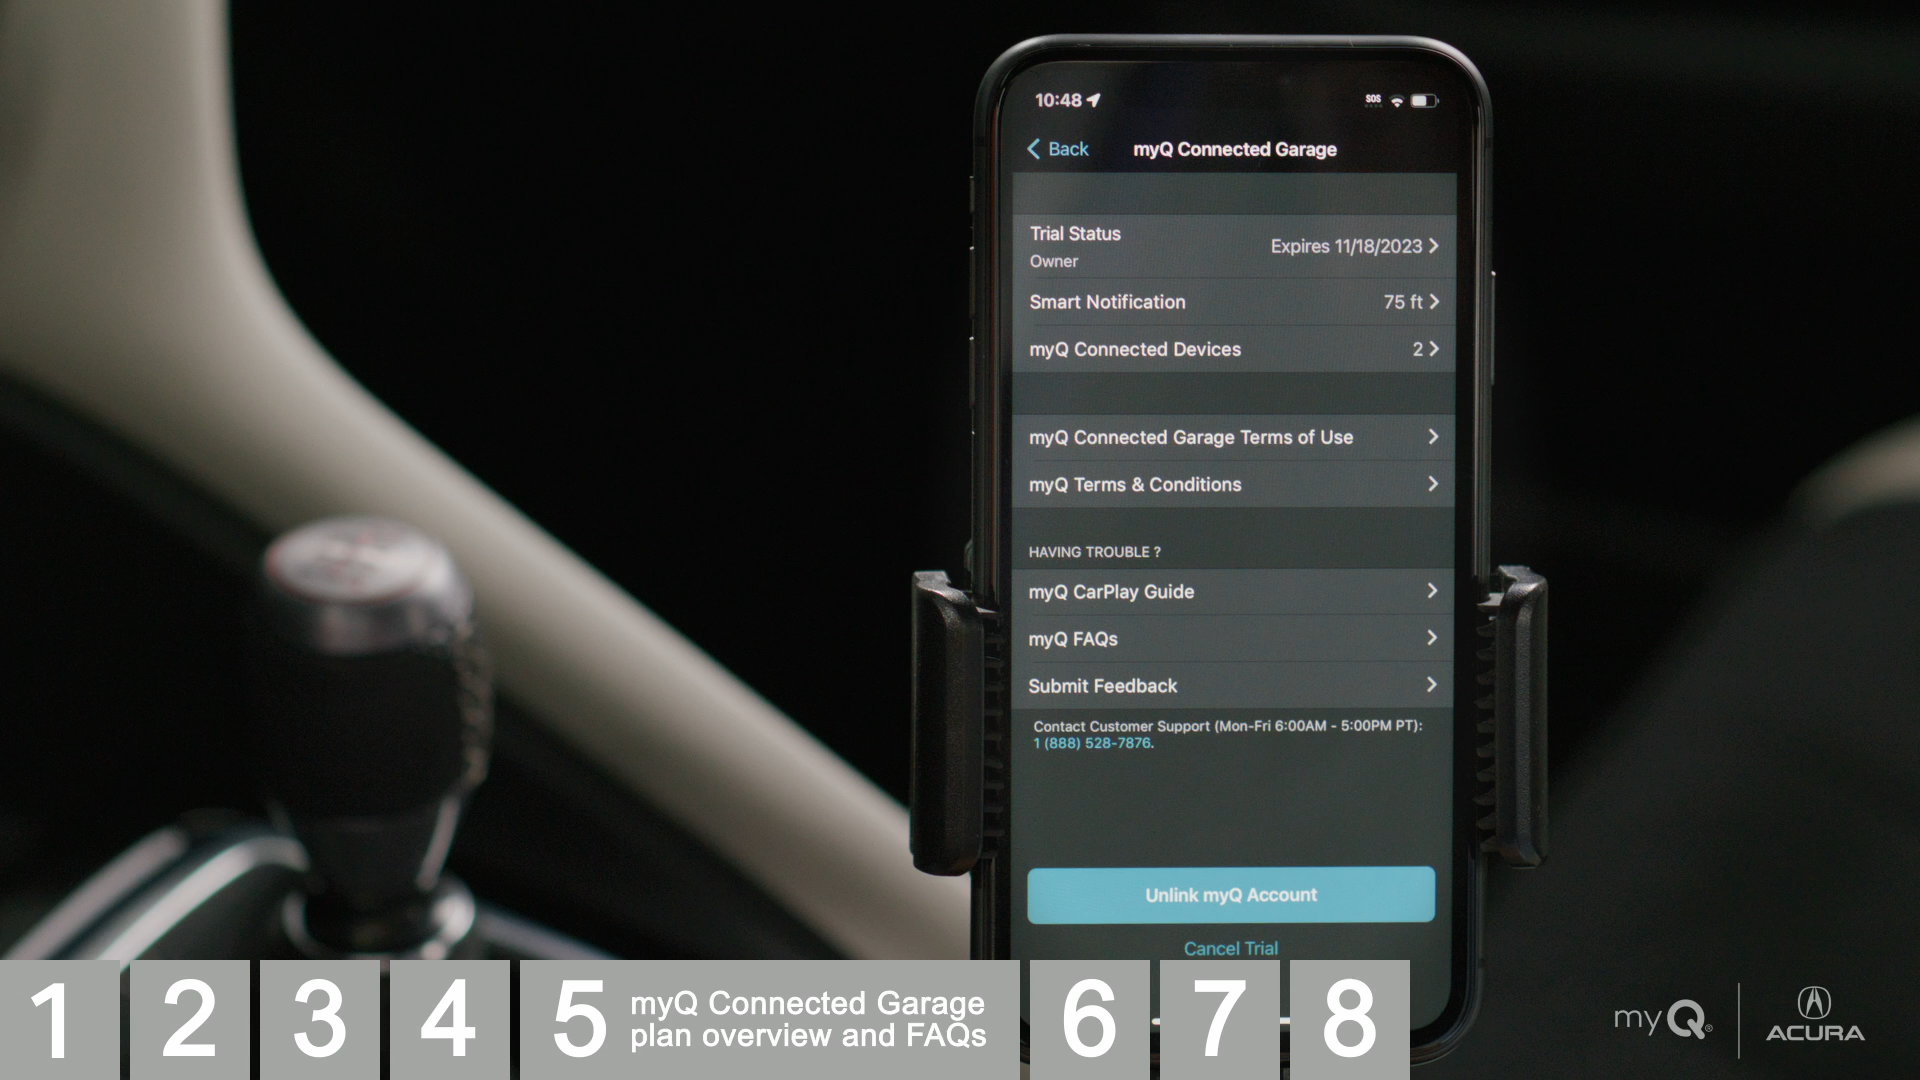 10:48
SOS
Back
myQ Connected Garage
Trial Status
Owner
Expires 11/18/2023
Smart Notification
75 ft
myQ Connected Devices
2
myQ Connected Garage Terms of Use
myQ Terms & Conditions
HAVING TROUBLE ?
myQ CarPlay Guide
myQ FAQs
Submit Feedback
Contact Customer Support (Mon-Fri 6:00AM - 5:00PM PT):
1 (888) 528-7876.
Unlink myQ Account
Cancel Trial
1
2
3
4
5
myQ Connected Garage
plan overview and FAQs
6
7
8
myQ®
ACURA